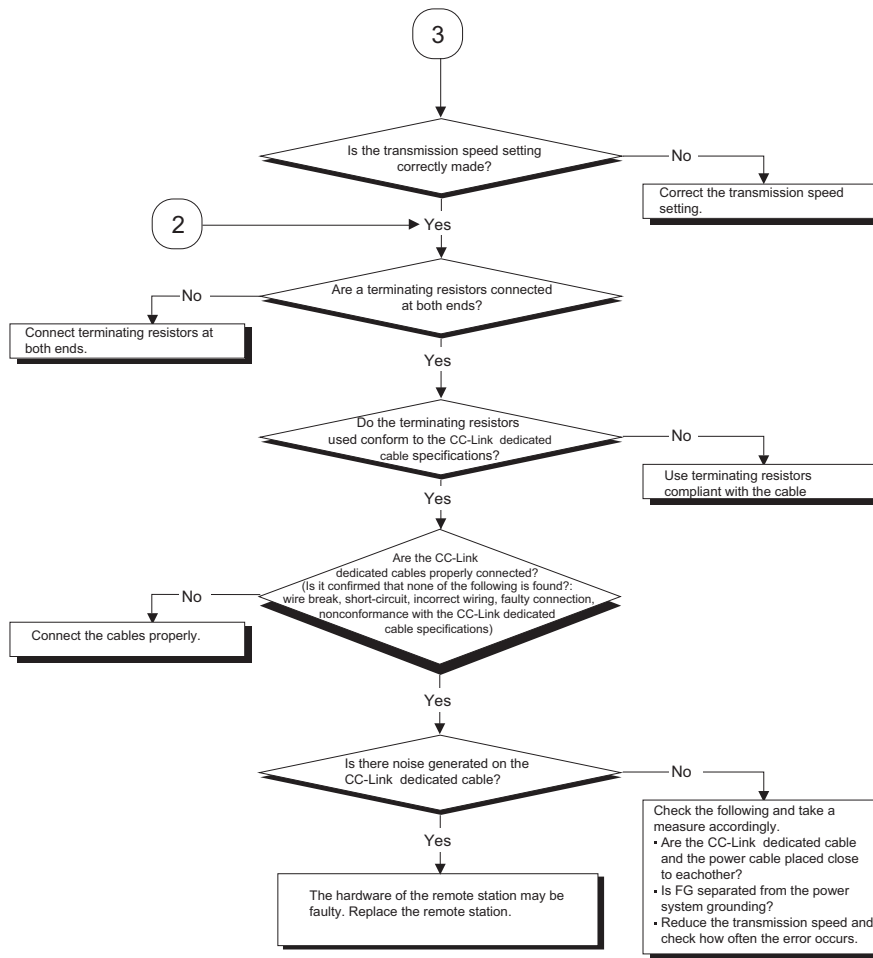 3
Is the transmission speed setting
correctly made?
No
Correct the transmission speed
setting.
2
Yes
Are a terminating resistors connected
at both ends?
No
Connect terminating resistors at
both ends.
Yes
Do the terminating resistors
used conform to the CC-Link dedicated
cable specifications?
No
Use terminating resistors
compliant with the cable
Yes
Are the CC-Link
dedicated cables properly connected?
(Is it confirmed that none of the following is found?:
wire break, short-circuit, incorrect wiring, faulty connection,
nonconformance with the CC-Link dedicated
cable specifications)
No
Connect the cables properly.
Yes
Is there noise generated on the
CC-Link dedicated cable?
No
Check the following and take a
measure accordingly.
▪ Are the CC-Link dedicated cable
and the power cable placed close
to eachother?
▪ Is FG separated from the power
system grounding?
▪ Reduce the transmission speed and
check how often the error occurs.
Yes
The hardware of the remote station may be
faulty. Replace the remote station.